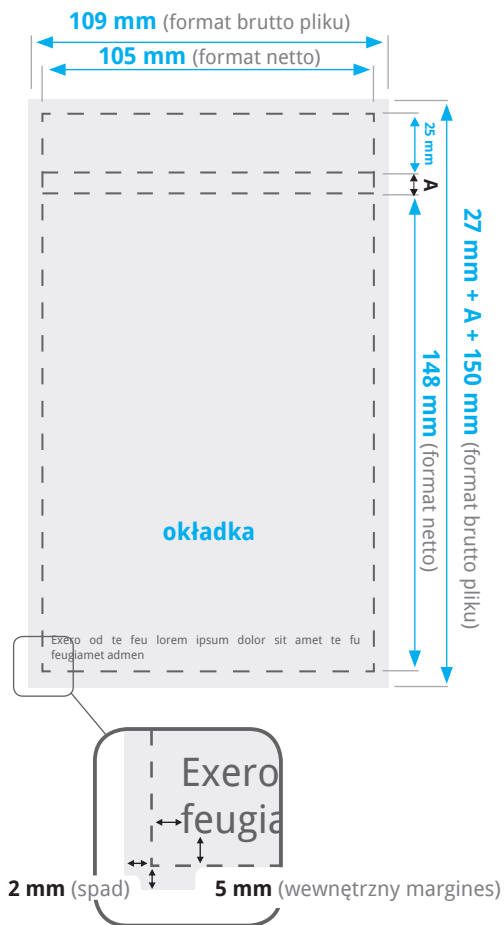 109 mm (format brutto pliku)
105 mm (format netto)
25 mm
A
27 mm + A + 150 mm (format brutto pliku)
148 mm (format netto)
okładka
Exero od te feu lorem ipsum dolor sit amet te fu
feugiamet admen
Exero
feugia
2 mm (spad)
5 mm (wewnętrzny margines)